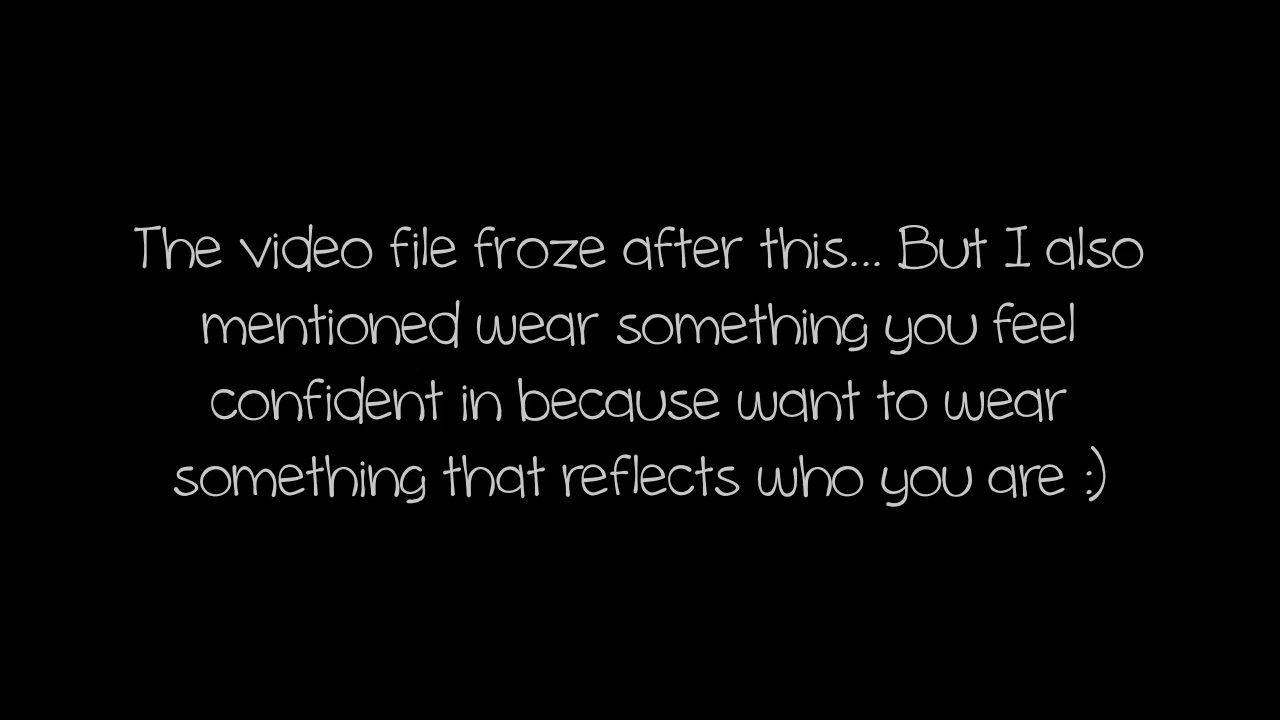 The video file froze after this... But I also
mentioned wear something you feel
confident in because want to wear
something that reflects who you are :)